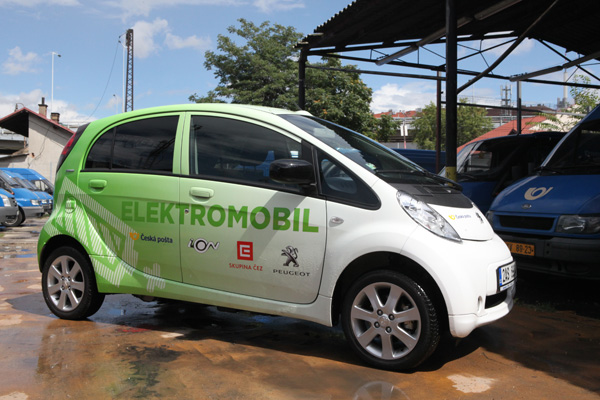 ELEKTROMOBIL
Česká pošta
SKUPINA ČEZ
PEUGEOT